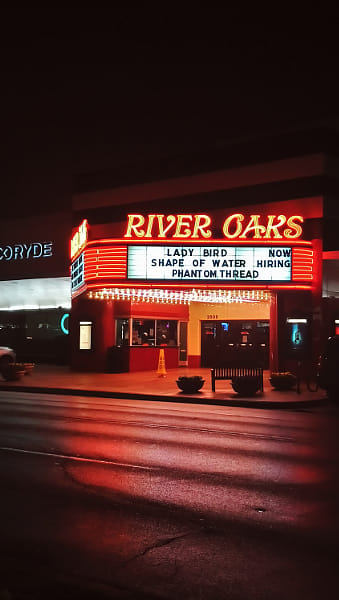 RIVER OAKS
LADY BIRD NOW
SHAPE OF WATER HIRING
PHANTOM THREAD
CORYDE